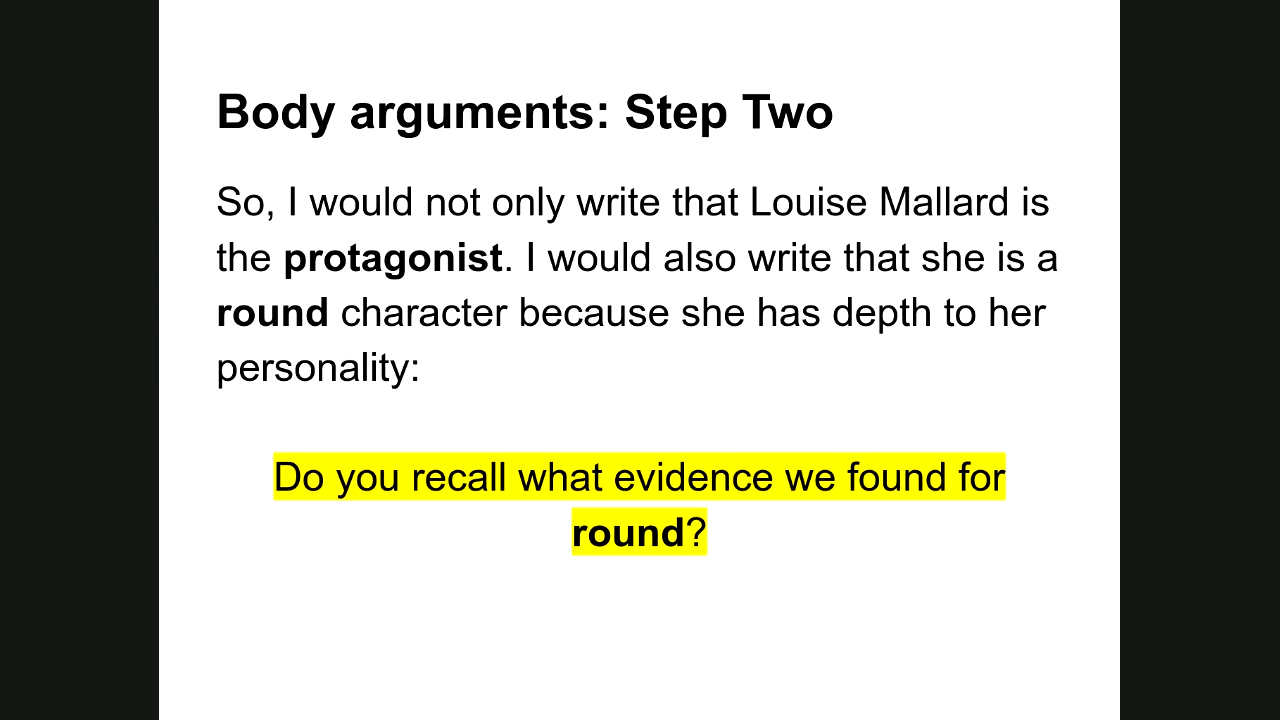 Body arguments: Step Two
So, I would not only write that Louise Mallard is
the protagonist. I would also write that she is a
round character because she has depth to her
personality:
Do you recall what evidence we found for
round?